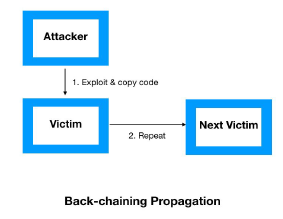 Attacker
1. Exploit & copy code
Victim
Next Victim
2. Repeat
Back-chaining Propagation